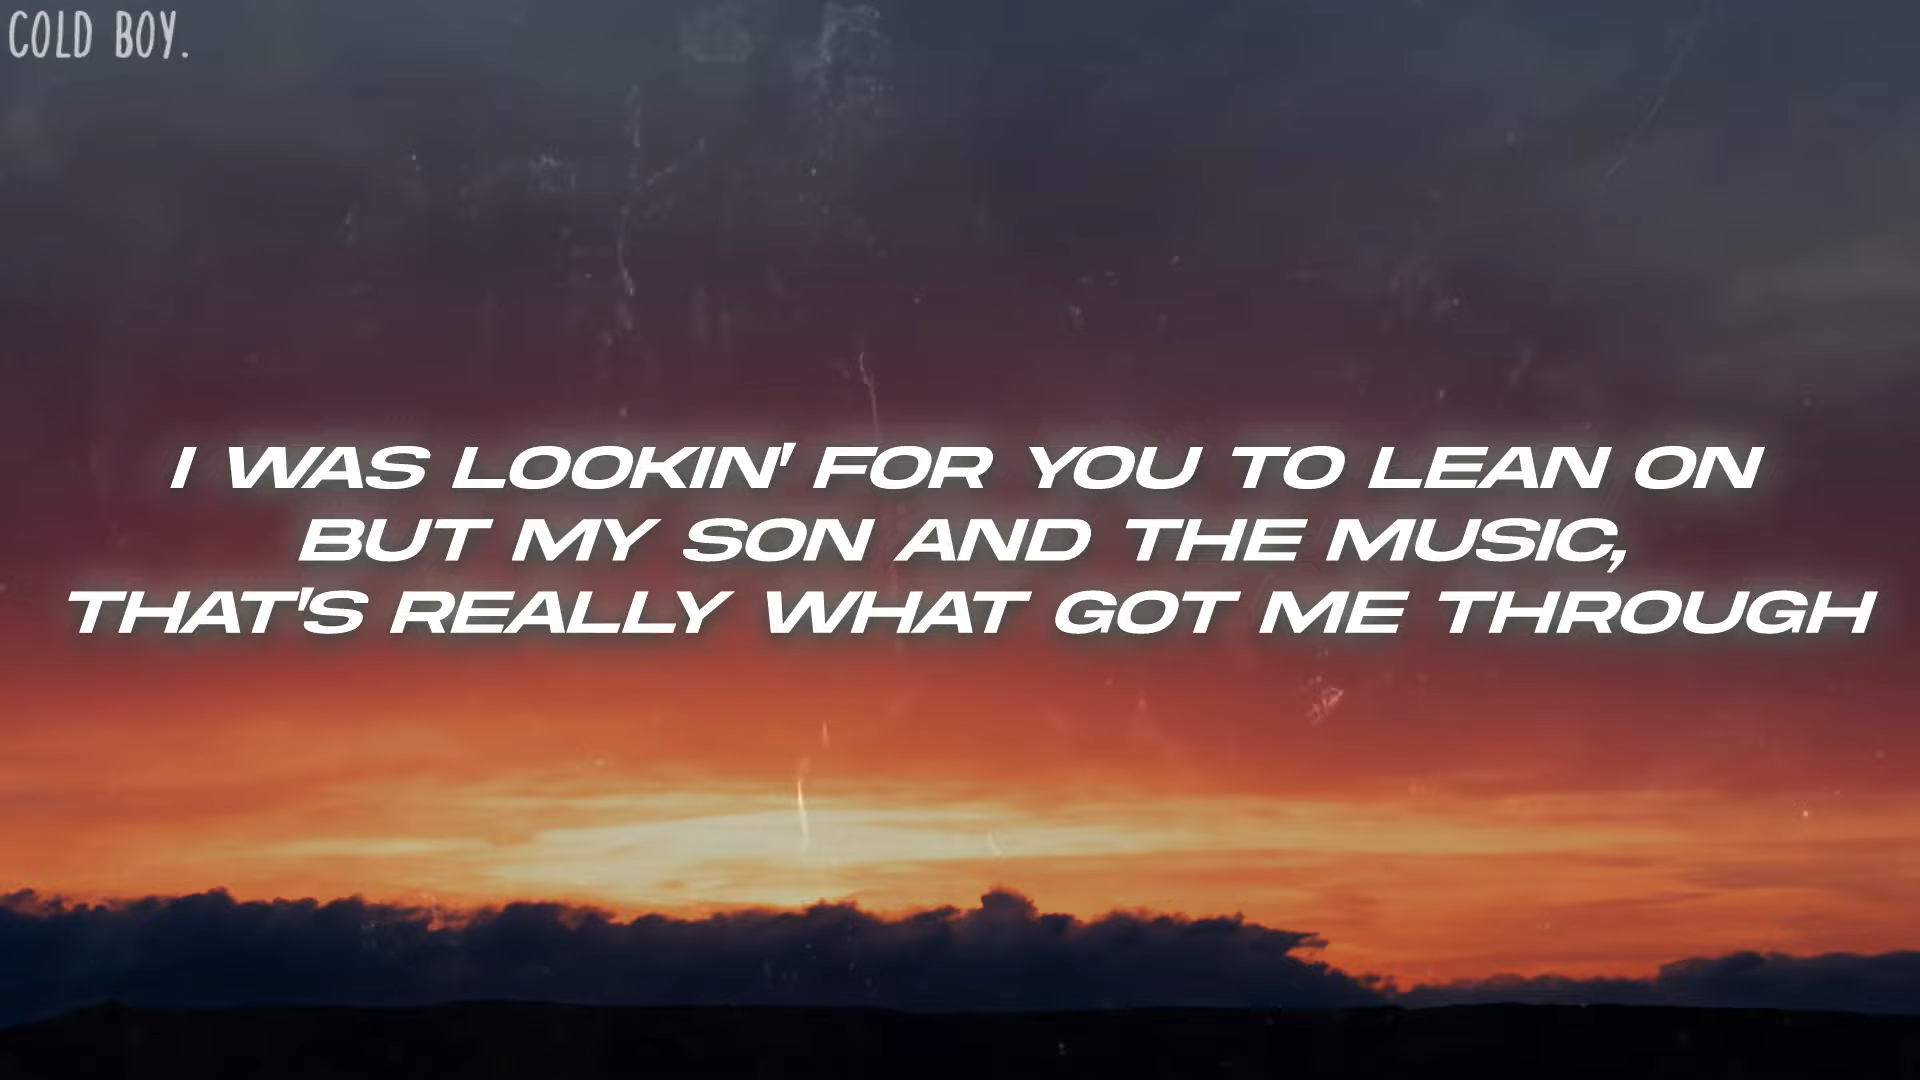 COLD BOY.
I WAS LOOKIN' FOR YOU TO LEAN ON
BUT MY SON AND THE MUSIC,
THAT'S REALLY WHAT GOT ME THROUGH